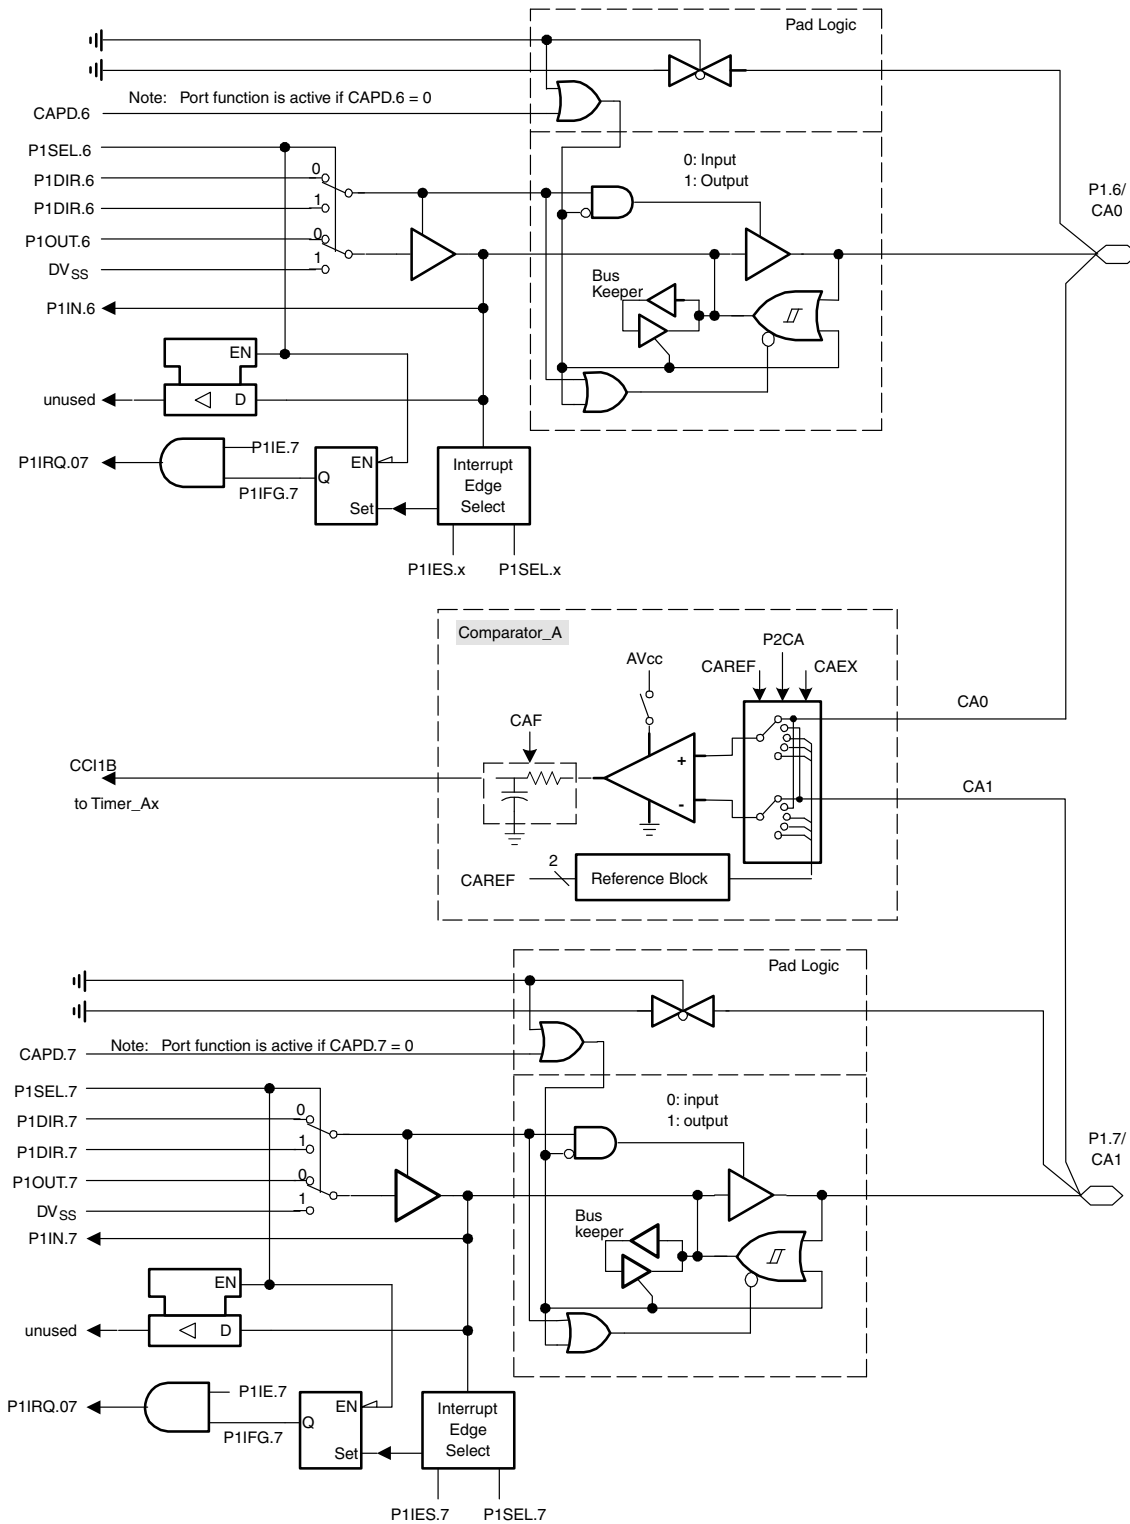 Pad Logic
Note: Port function is active if CAPD.6 = 0
CAPD.6
P1SEL.6
0
P1DIR.6
1
P1DIR.6
0
P1OUT.6
1
DVSS
P1IN.6
0: Input
1: Output
P1.6/
CA0
Bus
Keeper
EN
D
unused
P1IE.7
P1IRQ.07
P1IFG.7
EN
Q
Set
Interrupt
Edge
Select
P1IES.x
P1SEL.x
Comparator_A
P2CA
AVcc
CAREF
CAEX
CA0
CAF
+
CCI1B
to Timer_Ax
CA1
-
2
CAREF
Reference Block
Pad Logic
Note: Port function is active if CAPD.7 = 0
CAPD.7
P1SEL.7
0
P1DIR.7
1
P1DIR.7
0
P1OUT.7
1
DVSS
P1IN.7
0: input
1: output
P1.7/
CA1
Bus
keeper
EN
D
unused
P1IE.7
P1IRQ.07
P1IFG.7
EN
Q
Set
Interrupt
Edge
Select
P1IES.7
P1SEL.7